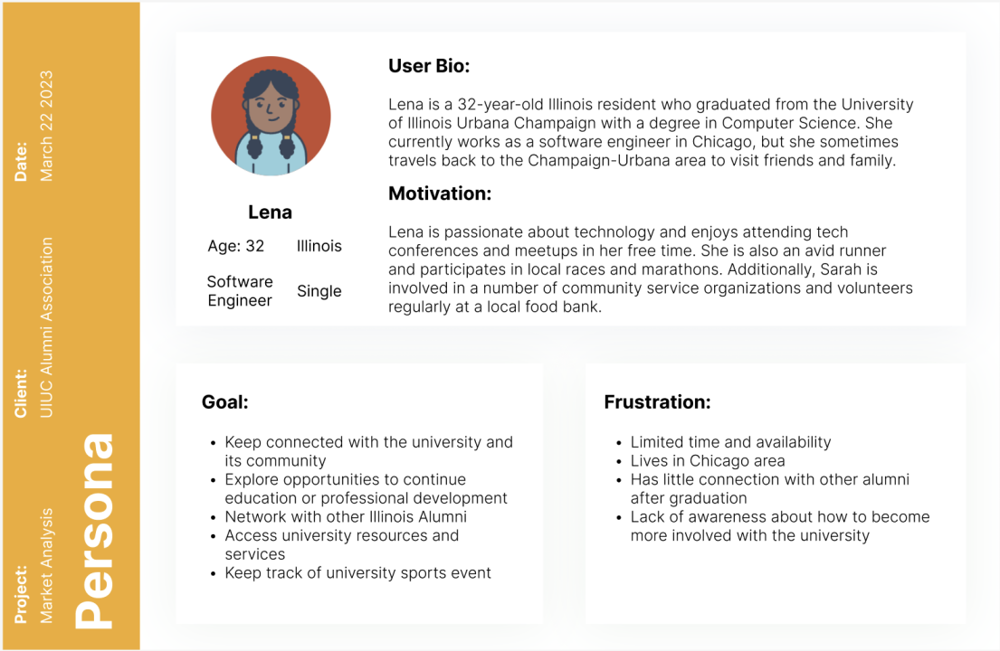 Project:
Market Analysis
Client:
UIUC Alumni Association
Date:
March 22 2023
Persona
Lena
Age: 32
Illinois
Software
Engineer
Single
User Bio:
Lena is a 32-year-old Illinois resident who graduated from the University
of Illinois Urbana Champaign with a degree in Computer Science. She
currently works as a software engineer in Chicago, but she sometimes
travels back to the Champaign-Urbana area to visit friends and family.
Motivation:
Lena is passionate about technology and enjoys attending tech
conferences and meetups in her free time. She is also an avid runner
and participates in local races and marathons. Additionally, Sarah is
involved in a number of community service organizations and volunteers
regularly at a local food bank.
Goal:
• Keep connected with the university and
its community
• Explore opportunities to continue
education or professional development
• Network with other Illinois Alumni
• Access university resources and
services
• Keep track of university sports event
Frustration:
• Limited time and availability
• Lives in Chicago area
• Has little connection with other alumni
after graduation
• Lack of awareness about how to become
more involved with the university